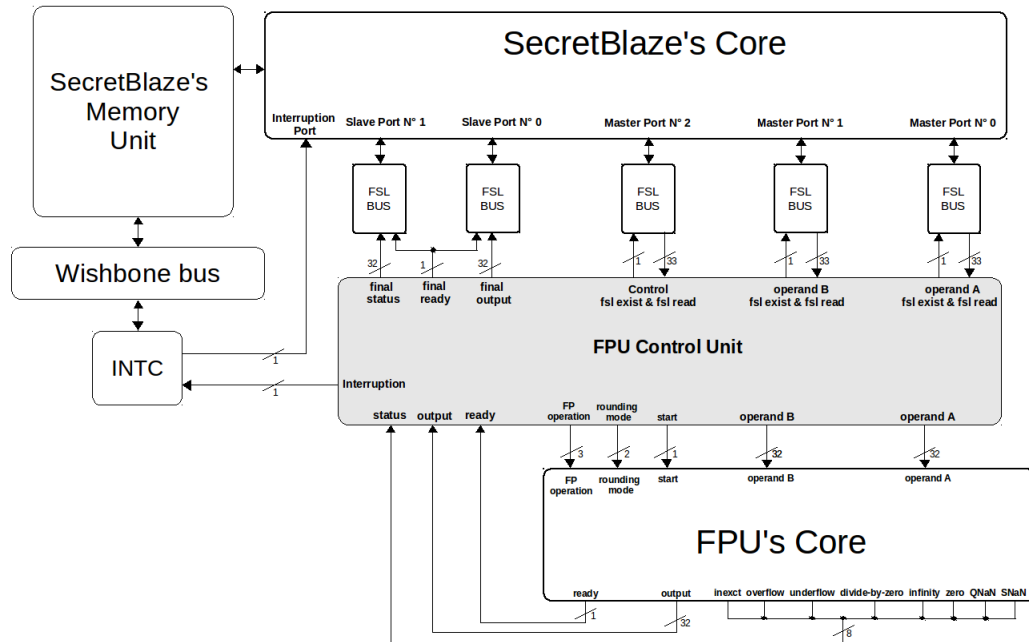 SecretBlaze's Core
SecretBlaze's
Memory
Unit
Interruption
Port
Slave Port N° 1
Slave Port N° 0
Master Port N° 2
Master Port N° 1
Master Port N° 0
FSL
BUS
FSL
BUS
FSL
BUS
FSL
BUS
FSL
BUS
Wishbone bus
32
1
32
1
33
1
33
1
33
final
status
final
ready
final
output
Control
fsl exist & fsl read
operand B
fsl exist & fsl read
operand A
fsl exist & fsl read
FPU Control Unit
INTC
1
1
Interruption
status
output
ready
FP
operation
rounding
mode
start
operand B
operand A
3
2
1
32
32
FP
operation
rounding
mode
start
operand B
operand A
FPU's Core
ready
output
inexct
overflow
underflow
divide-by-zero
infinity
zero
QNaN
SNaN
1
32
8